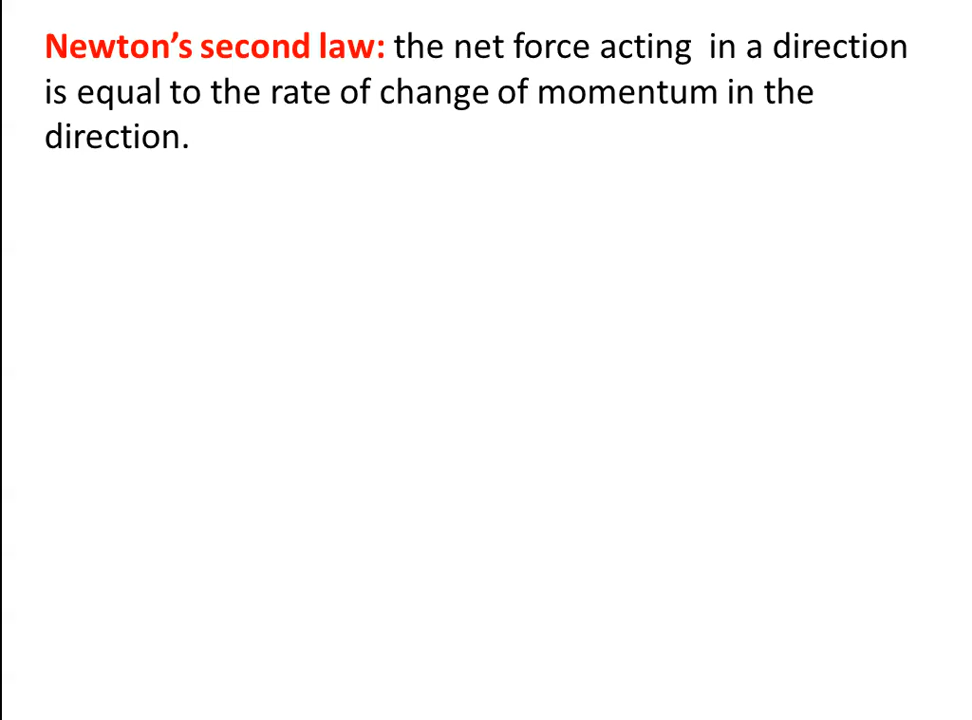 Newton’s second law: the net force acting  in a direction
is equal to the rate of change of momentum in the
direction.